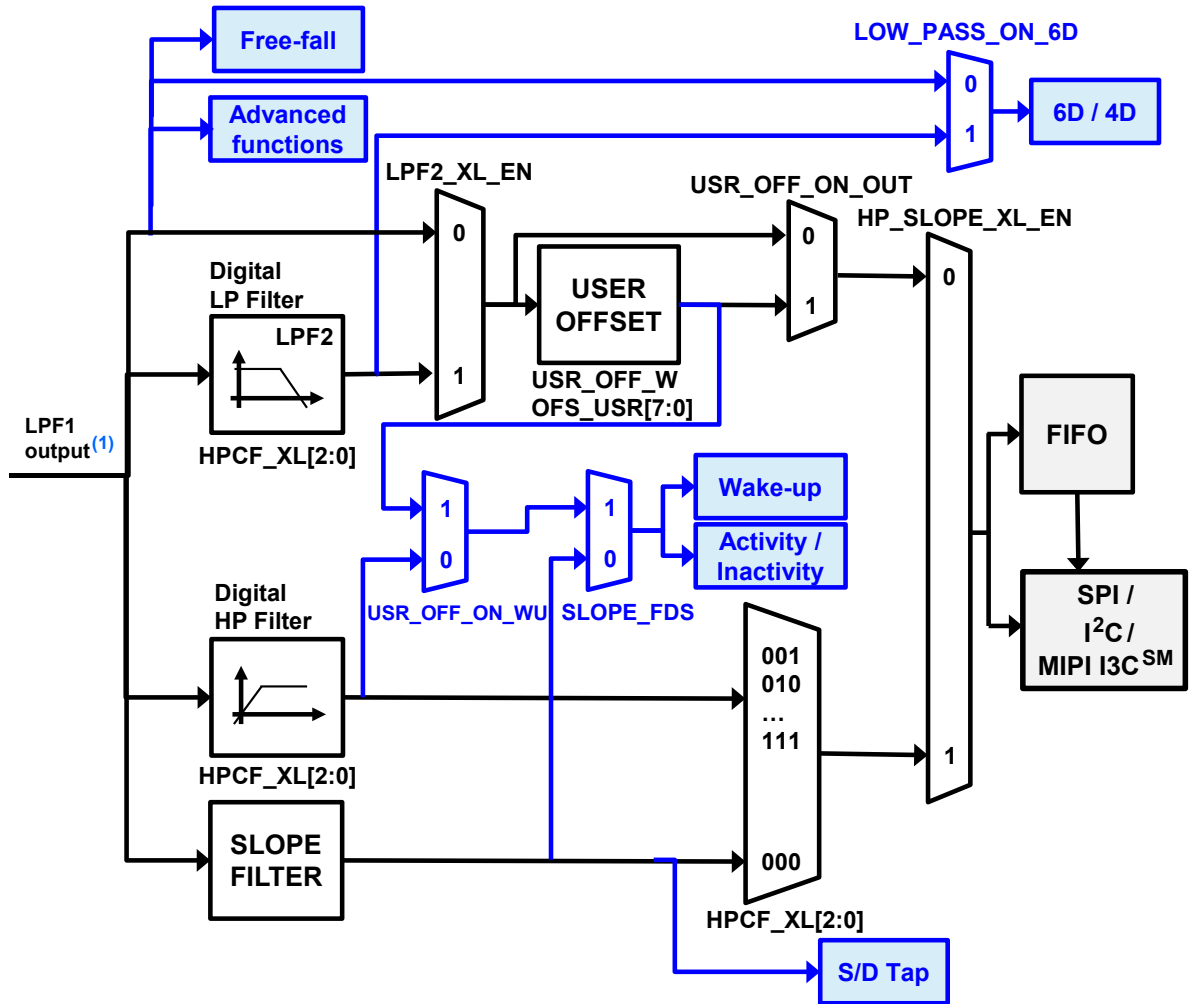 Free-fall
LOW_PASS_ON_6D
0
1
6D / 4D
Advanced
functions
LPF2_XL_EN
0
1
USR_OFF_ON_OUT
0
1
HP_SLOPE_XL_EN
0
1
Digital
LP Filter
LPF2
HPCF_XL[2:0]
USER
OFFSET
USR_OFF_W
OFS_USR[7:0]
LPF1
output(1)
FIFO
1
0
USR_OFF_ON_WU
1
0
SLOPE_FDS
Wake-up
Activity /
Inactivity
SPI /
I2C /
MIPI I3CSM
Digital
HP Filter
HPCF_XL[2:0]
001
010
...
111
000
HPCF_XL[2:0]
SLOPE
FILTER
S/D Tap